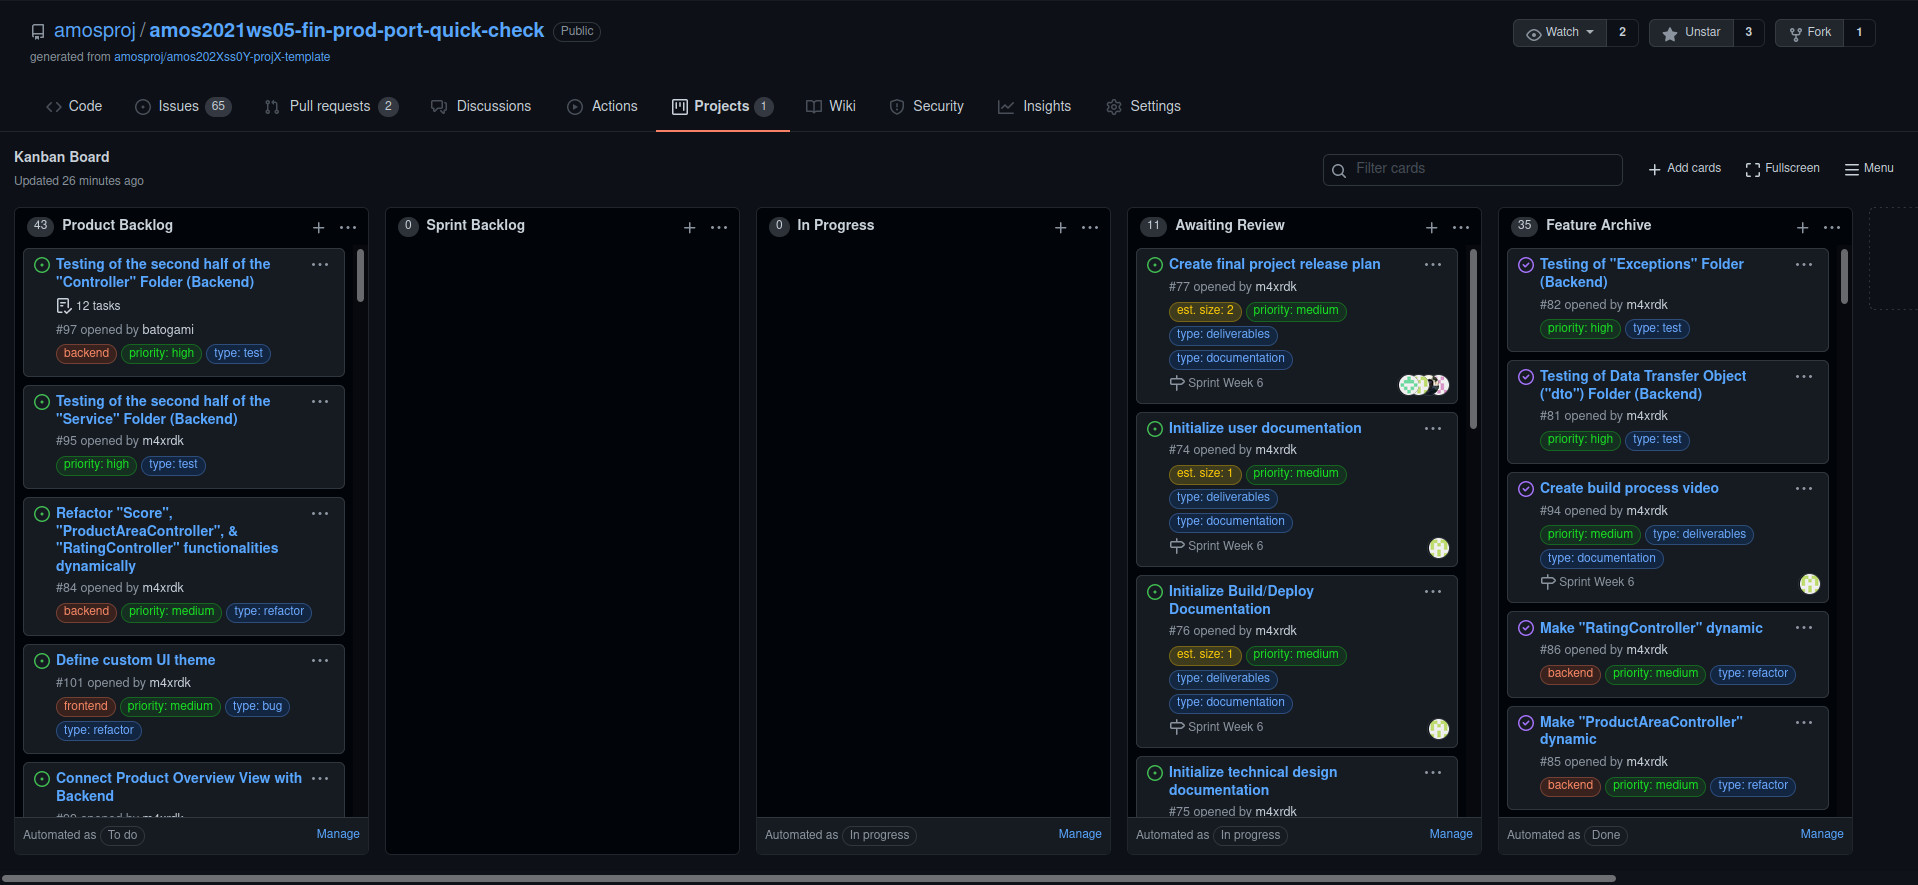 amosproj / amos2021ws05-fin-prod-port-quick-check Public
generated from amosproj/amos202Xss0Y-projX-template
Watch 2 Unstar 3 Fork 1
Code Issues 65 Pull requests 2 Discussions Actions Projects 1 Wiki Security Insights Settings
Kanban Board
Updated 26 minutes ago
Filter cards
Add cards Fullscreen Menu
43 Product Backlog
Testing of the second half of the
"Controller" Folder (Backend)
12 tasks
#97 opened by batogami
backend priority: high type: test
Testing of the second half of the
"Service" Folder (Backend)
#95 opened by m4xrdk
priority: high type: test
Refactor "Score",
"ProductAreaController", &
"RatingController" functionalities
dynamically
#84 opened by m4xrdk
backend priority: medium type: refactor
Define custom UI theme
#101 opened by m4xrdk
frontend priority: medium type: bug
type: refactor
Connect Product Overview View with
Backend
Automated as To do Manage
0 Sprint Backlog
0 In Progress
Automated as In progress Manage
11 Awaiting Review
Create final project release plan
#77 opened by m4xrdk
est. size: 2 priority: medium
type: deliverables
type: documentation
Sprint Week 6
Initialize user documentation
#74 opened by m4xrdk
est. size: 1 priority: medium
type: deliverables
type: documentation
Sprint Week 6
Initialize Build/Deploy
Documentation
#76 opened by m4xrdk
est. size: 1 priority: medium
type: deliverables
type: documentation
Sprint Week 6
Initialize technical design
documentation
#75 opened by m4xrdk
Automated as In progress Manage
35 Feature Archive
Testing of "Exceptions" Folder
(Backend)
#82 opened by m4xrdk
priority: high type: test
Testing of Data Transfer Object
("dto") Folder (Backend)
#81 opened by m4xrdk
priority: high type: test
Create build process video
#94 opened by m4xrdk
priority: medium type: deliverables
type: documentation
Sprint Week 6
Make "RatingController" dynamic
#86 opened by m4xrdk
backend priority: medium type: refactor
Make "ProductAreaController"
dynamic
#85 opened by m4xrdk
backend priority: medium type: refactor
Automated as Done Manage